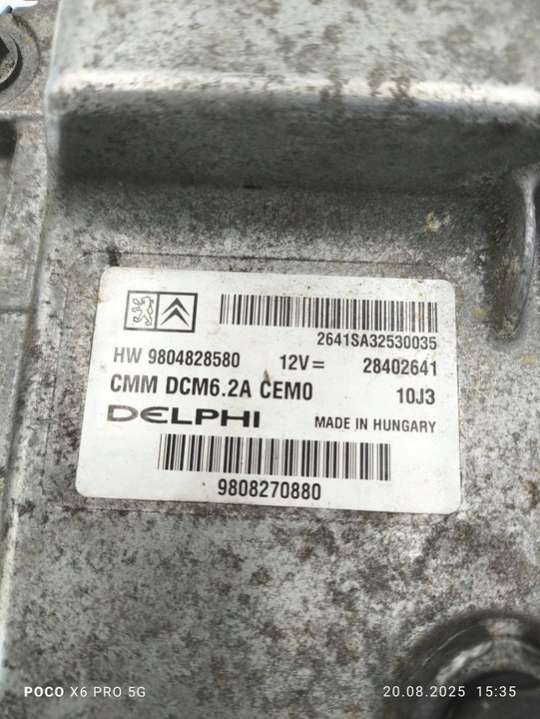 2641SA32530035
HW 9804828580 12V= 28402641
CMM DCM6.2A CEM0 10J3
DELPHI MADE IN HUNGARY
9808270880
POCO X6 PRO 5G 20.08.2025 15:35